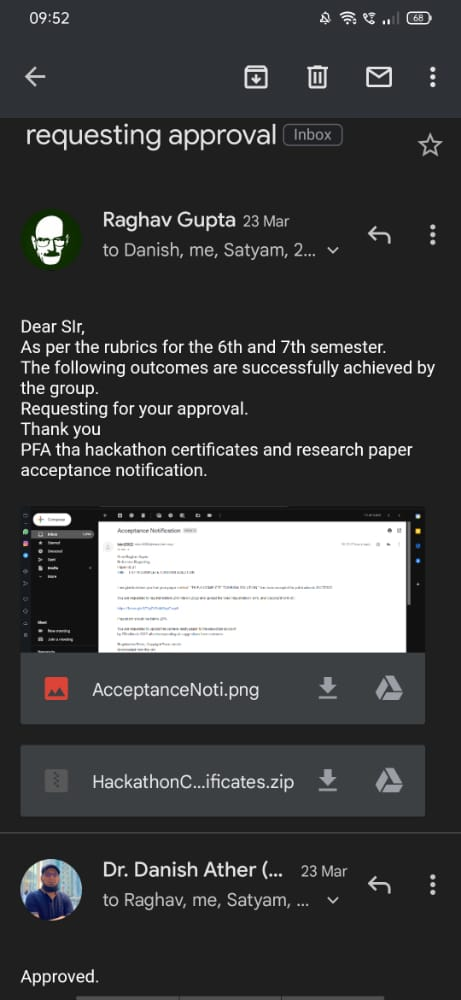 09:52
68
requesting approval Inbox
Raghav Gupta 23 Mar
to Danish, me, Satyam, 2...
Dear SIr,
As per the rubrics for the 6th and 7th semester.
The following outcomes are successfully achieved by
the group.
Requesting for your approval.
Thank you
PFA tha hackathon certificates and research paper
acceptance notification.
Compose
Acceptance Notification
AcceptanceNoti.png
HackathonC...ificates.zip
Dr. Danish Ather (... 23 Mar
to Raghav, me, Satyam, ...
Approved.